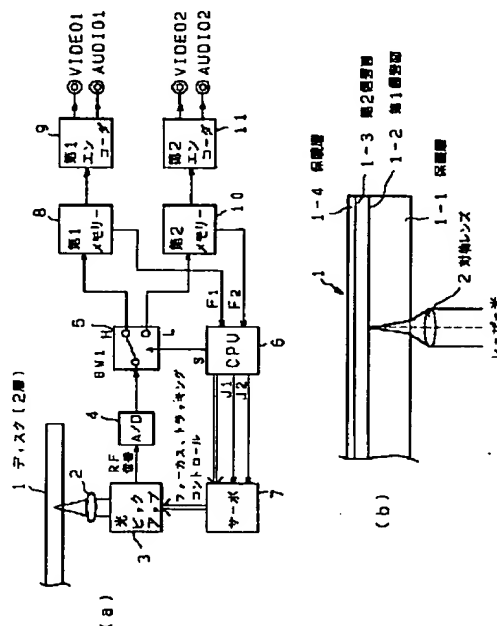 (a)
1 ディスク(2層)
2
光
ピック
アップ
3
RF
信号
A/D
4
フォーカス、トラッキング
コントロール
サーボ
7
SW1
5
H
L
S
CPU
6
J1
J2
F1
F2
第1
メモリー
8
第2
メモリー
10
第1
エン
コーダ
9
第2
エン
コーダ
11
VIDEO1
AUDIO1
VIDEO2
AUDIO2
(b)
1
1-4 保護層
1-3 第2信号面
1-2 第1信号面
1-1 保護層
2 対物レンズ
レーザー光